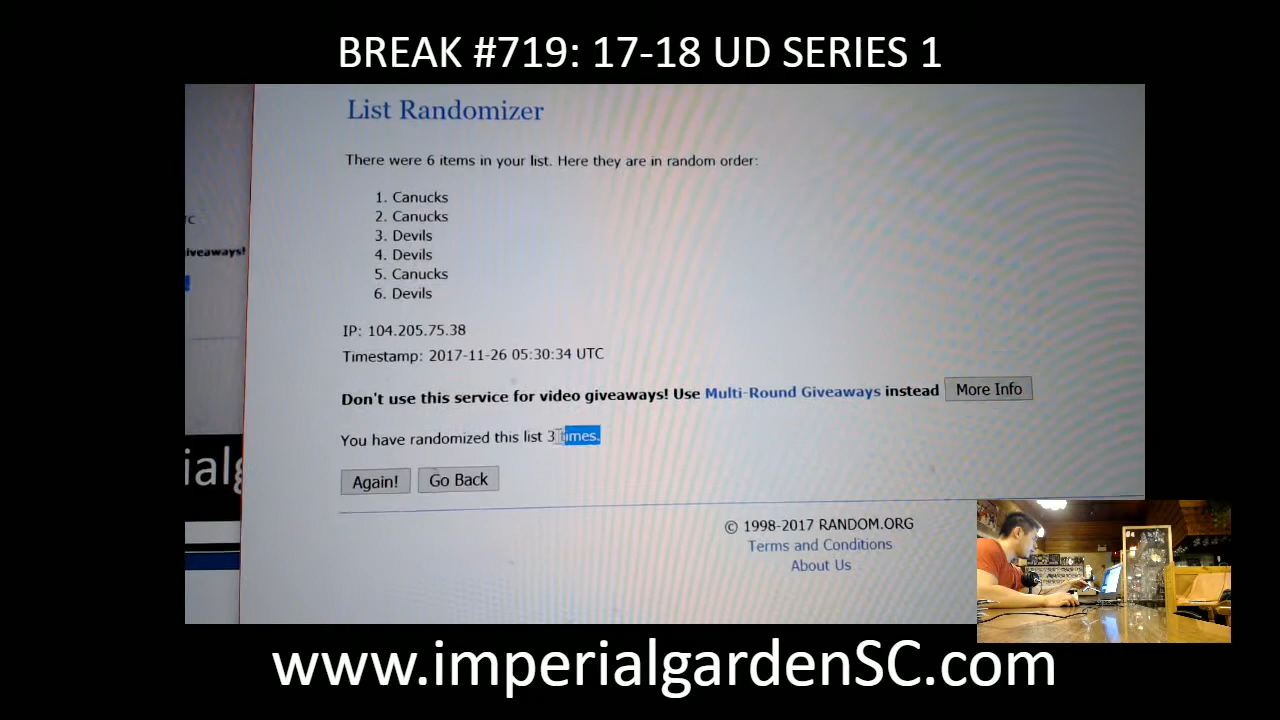 BREAK #719: 17-18 UD SERIES 1
List Randomizer
There were 6 items in your list. Here they are in random order:
1. Canucks
2. Canucks
3. Devils
4. Devils
5. Canucks
6. Devils
IP: 104.205.75.38
Timestamp: 2017-11-26 05:30:34 UTC
iveaways!
Don't use this service for video giveaways! Use Multi-Round Giveaways instead More Info
You have randomized this list 3 times.
Again! Go Back
© 1998-2017 RANDOM.ORG
Terms and Conditions
About Us
www.imperialgardenSC.com